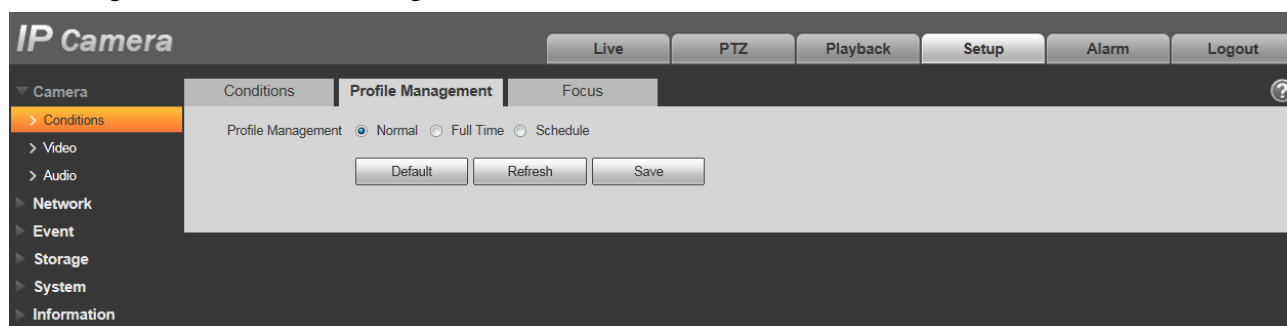 IP Camera
Live PTZ Playback Setup Alarm Logout
Camera Conditions Profile Management Focus
Conditions Profile Management Normal Full Time Schedule
Video
Audio Default Refresh Save
Network
Event
Storage
System
Information